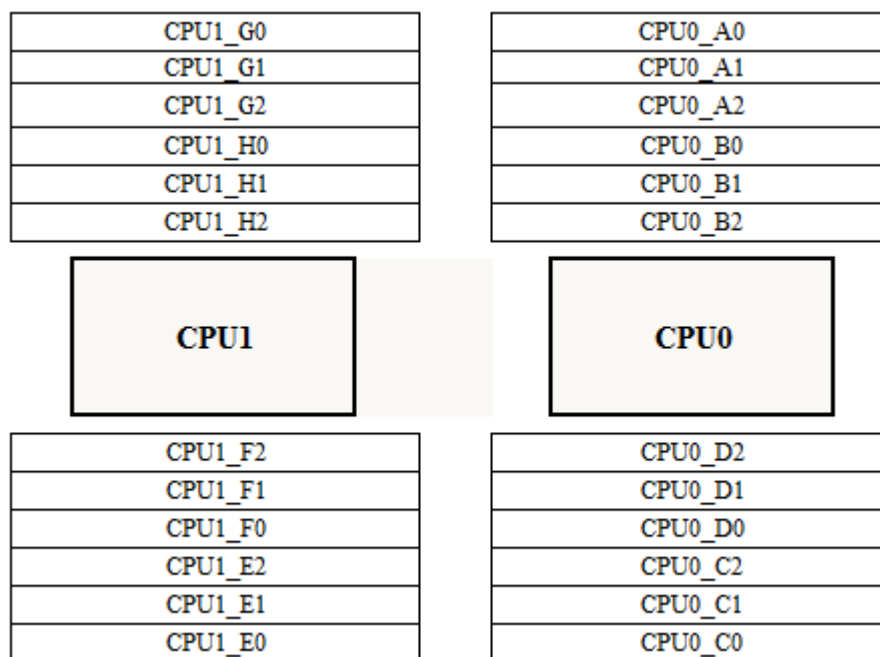 CPU1_G0 CPU0_A0
CPU1_G1 CPU0_A1
CPU1_G2 CPU0_A2
CPU1_H0 CPU0_B0
CPU1_H1 CPU0_B1
CPU1_H2 CPU0_B2
CPU1 CPU0
CPU1_F2 CPU0_D2
CPU1_F1 CPU0_D1
CPU1_F0 CPU0_D0
CPU1_E2 CPU0_C2
CPU1_E1 CPU0_C1
CPU1_E0 CPU0_C0